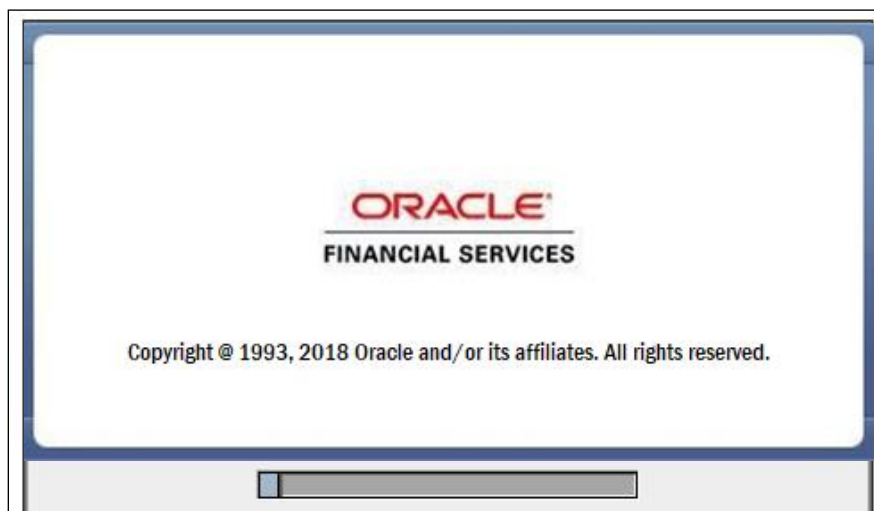 ORACLE®
FINANCIAL SERVICES
Copyright @ 1993, 2018 Oracle and/or its affiliates. All rights reserved.